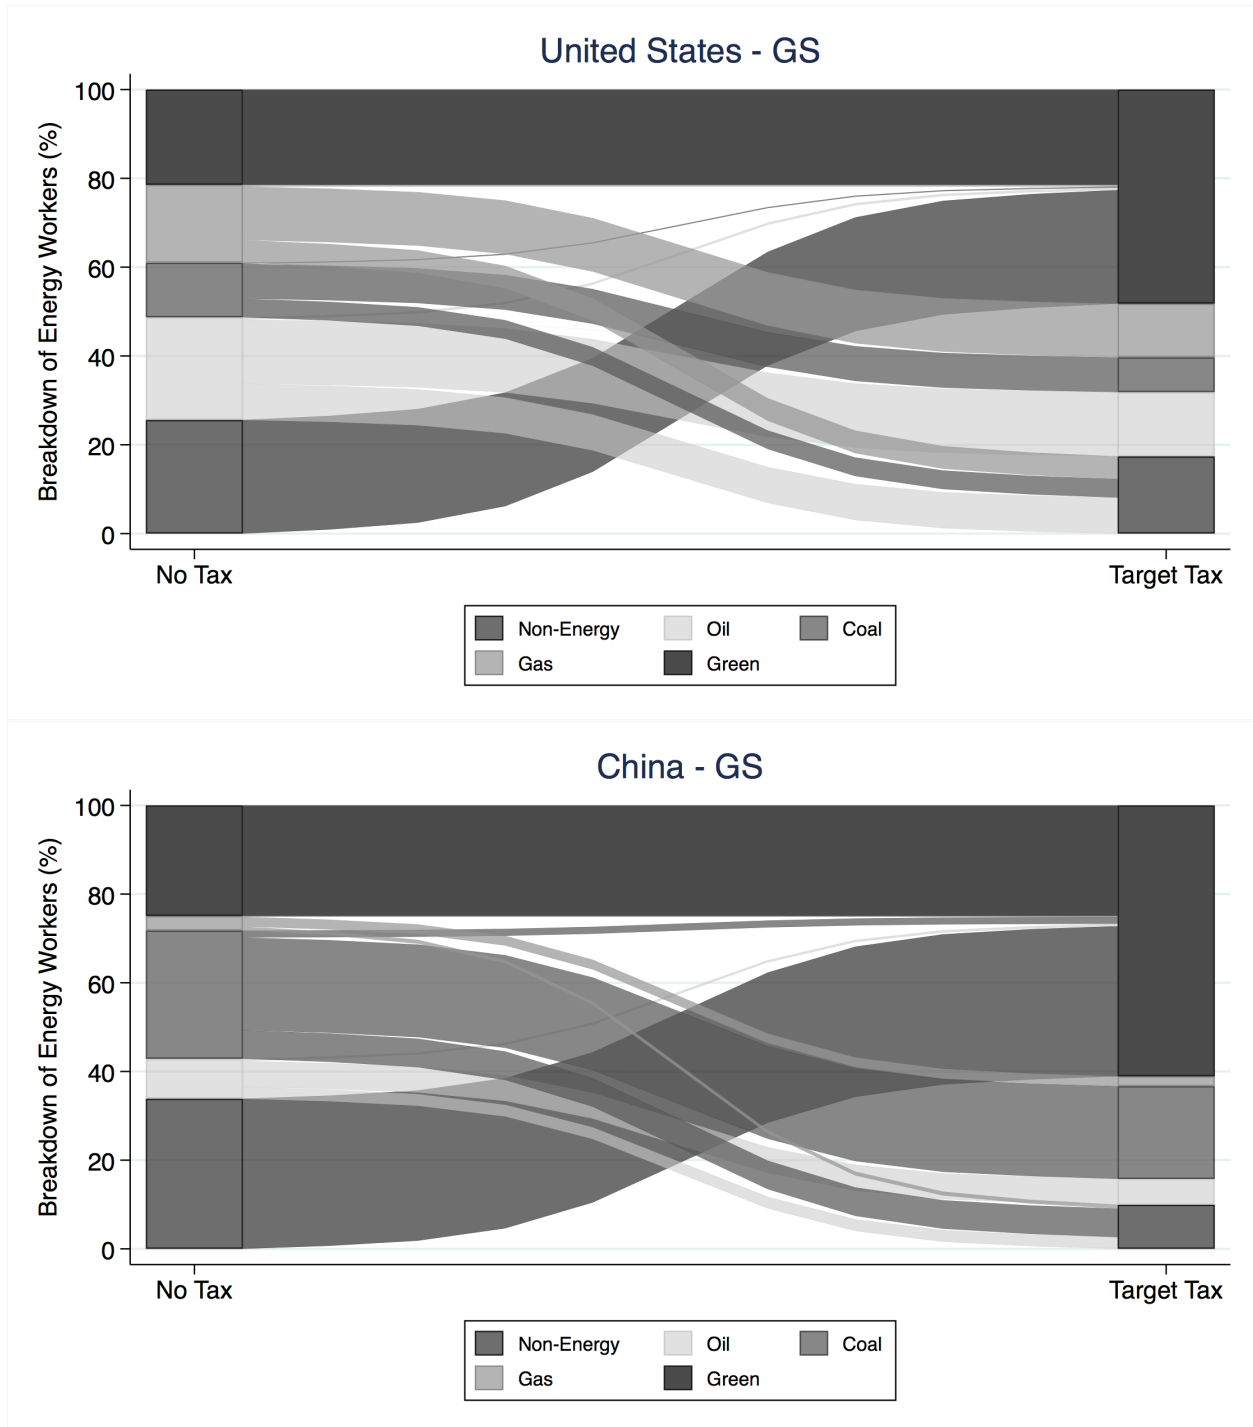 United States - GS
Breakdown of Energy Workers (%)
100
80
60
40
20
0
No Tax Target Tax
Non-Energy Oil Coal
Gas Green
China - GS
Breakdown of Energy Workers (%)
100
80
60
40
20
0
No Tax Target Tax
Non-Energy Oil Coal
Gas Green